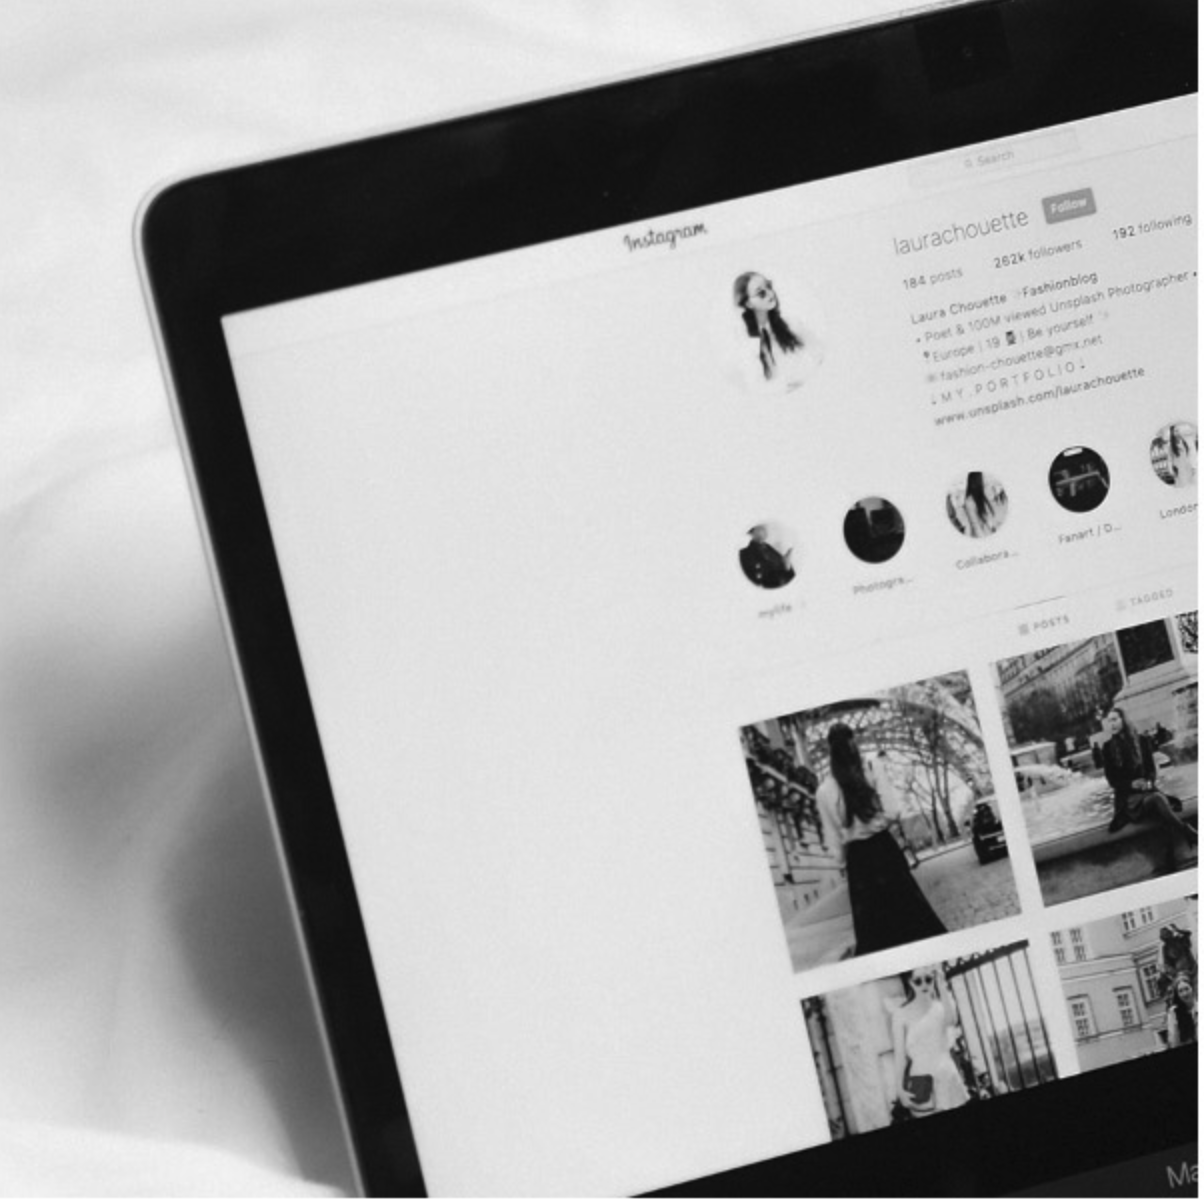 Search
Instagram
laurachouette Follow
184 posts 262k followers 192 following
Laura Chouette Fashionblog
• Poet & 100M viewed Unsplash Photographer •
Europe | 19 | Be yourself
fashion-chouette@gmx.net
↓ M Y . P O R T F O L I O ↓
www.unsplash.com/laurachouette
mylife Photogra... Collabora... Fanart / D... London
POSTS TAGGED
Ma